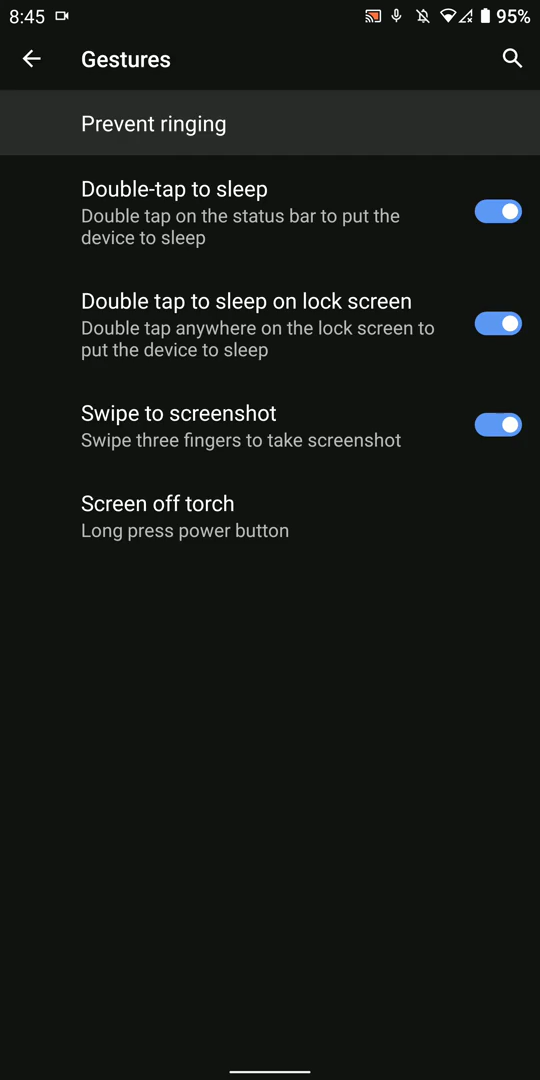 8:45 95%
Gestures
Prevent ringing
Double-tap to sleep
Double tap on the status bar to put the
device to sleep
Double tap to sleep on lock screen
Double tap anywhere on the lock screen to
put the device to sleep
Swipe to screenshot
Swipe three fingers to take screenshot
Screen off torch
Long press power button